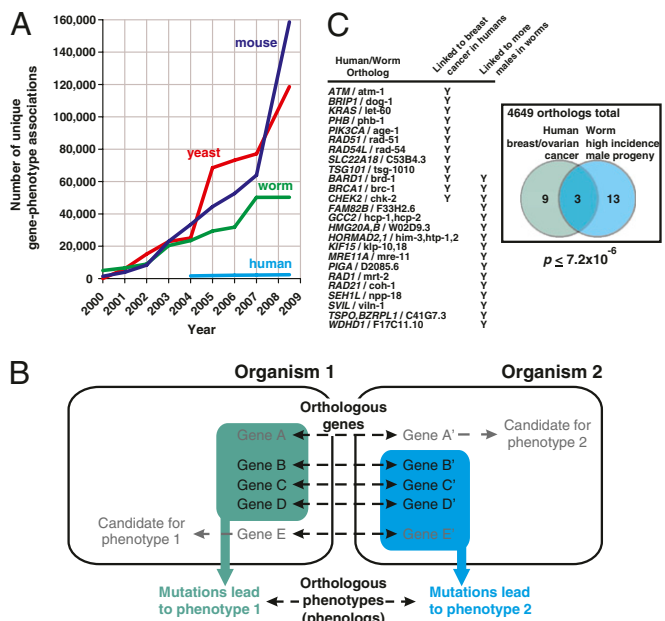 A
Number of unique
gene-phenotype associations
160,000
140,000
120,000
100,000
80,000
60,000
40,000
20,000
0
mouse
yeast
worm
human
2000
2001
2002
2003
2004
2005
2006
2007
2008
2009
Year
C
Human/Worm
Ortholog
Linked to breast
cancer in humans
Linked to more
males in worms
ATM / atm-1 Y
BRIP1 / dog-1 Y
KRAS / let-60 Y
PHB / phb-1 Y
PIK3CA / age-1 Y
RAD51 / rad-51 Y
RAD54L / rad-54 Y
SLC22A18 / C53B4.3 Y
TSG101 / tsg-1010 Y
BARD1 / brd-1 Y Y
BRCA1 / brc-1 Y Y
CHEK2 / chk-2 Y Y
FAM82B / F33H2.6 Y
GCC2 / hcp-1,hcp-2 Y
HMG20A,B / W02D9.3 Y
HORMAD2,1 / him-3,htp-1,2 Y
KIF15 / klp-10,18 Y
MRE11A / mre-11 Y
PIGA / D2085.6 Y
RAD1 / mrt-2 Y
RAD21 / coh-1 Y
SEH1L / npp-18 Y
SVIL / viln-1 Y
TSPO,BZRPL1 / C41G7.3 Y
WDHD1 / F17C11.10 Y
4649 orthologs total
Human
breast/ovarian
cancer
Worm
high incidence
male progeny
9 3 13
p ≤ 7.2x10-6
B
Organism 1
Organism 2
Orthologous
genes
Gene A
Gene A'
Candidate for
phenotype 2
Gene B
Gene B'
Gene C
Gene C'
Gene D
Gene D'
Candidate for
phenotype 1
Gene E
Gene E'
Mutations lead
to phenotype 1
Orthologous
phenotypes
(phenologs)
Mutations lead
to phenotype 2